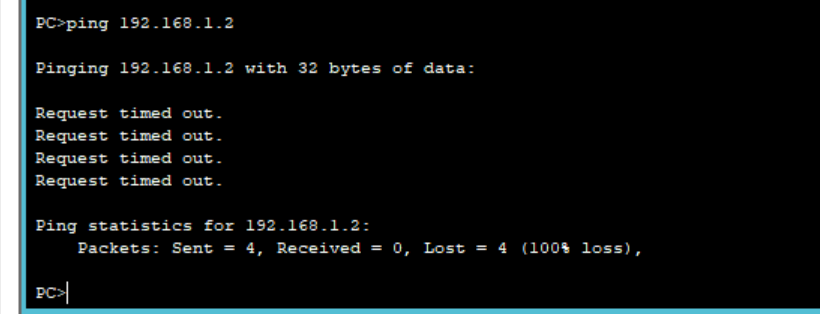 PC>ping 192.168.1.2
Pinging 192.168.1.2 with 32 bytes of data:
Request timed out.
Request timed out.
Request timed out.
Request timed out.
Ping statistics for 192.168.1.2:
Packets: Sent = 4, Received = 0, Lost = 4 (100% loss),
PC>